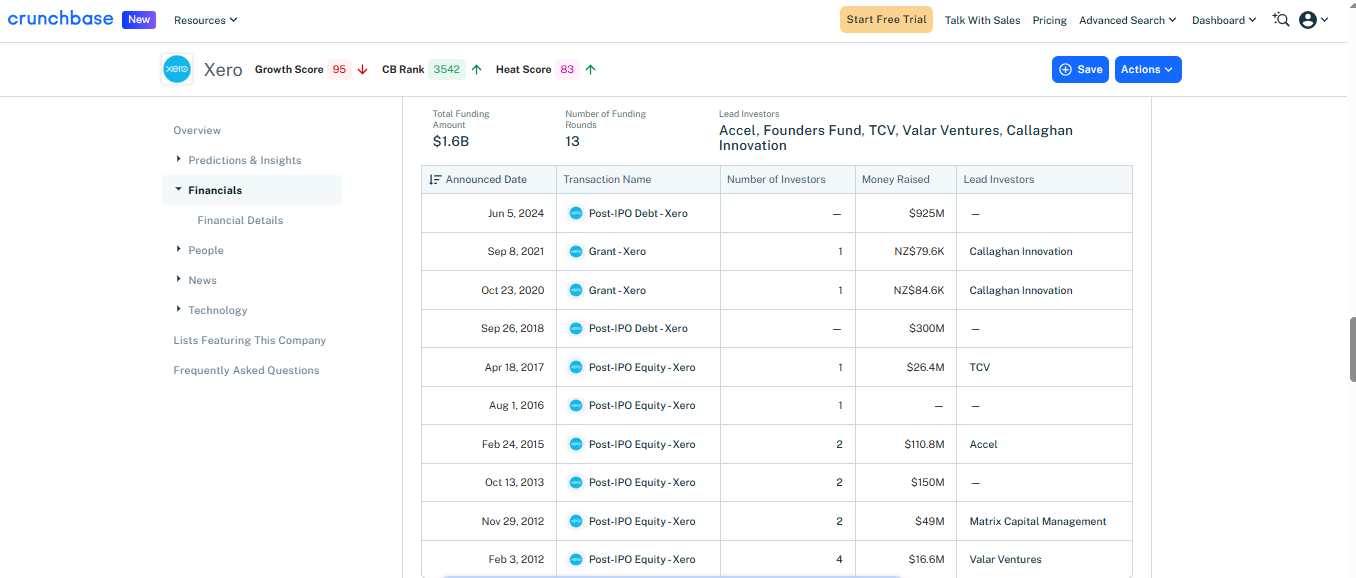 crunchbase New Resources Start Free Trial Talk With Sales Pricing Advanced Search Dashboard
xero Xero Growth Score 95 CB Rank 3542 Heat Score 83 Save Actions
Overview
Predictions & Insights
Financials
Financial Details
People
News
Technology
Lists Featuring This Company
Frequently Asked Questions
Total Funding
Amount
$1.6B
Number of Funding
Rounds
13
Lead Investors
Accel, Founders Fund, TCV, Valar Ventures, Callaghan
Innovation
Announced Date Transaction Name Number of Investors Money Raised Lead Investors
Jun 5, 2024 Post-IPO Debt - Xero — $925M —
Sep 8, 2021 Grant - Xero 1 NZ$79.6K Callaghan Innovation
Oct 23, 2020 Grant - Xero 1 NZ$84.6K Callaghan Innovation
Sep 26, 2018 Post-IPO Debt - Xero — $300M —
Apr 18, 2017 Post-IPO Equity - Xero 1 $26.4M TCV
Aug 1, 2016 Post-IPO Equity - Xero 1 — —
Feb 24, 2015 Post-IPO Equity - Xero 2 $110.8M Accel
Oct 13, 2013 Post-IPO Equity - Xero 2 $150M —
Nov 29, 2012 Post-IPO Equity - Xero 2 $49M Matrix Capital Management
Feb 3, 2012 Post-IPO Equity - Xero 4 $16.6M Valar Ventures